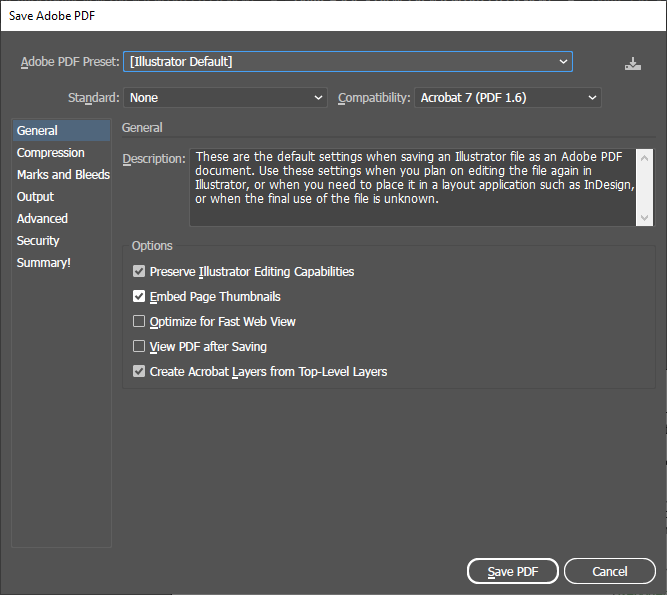 Save Adobe PDF
Adobe PDF Preset: [Illustrator Default]
Standard: None Compatibility: Acrobat 7 (PDF 1.6)
General
Compression
Marks and Bleeds
Output
Advanced
Security
Summary!
General
Description: These are the default settings when saving an Illustrator file as an Adobe PDF
document. Use these settings when you plan on editing the file again in
Illustrator, or when you need to place it in a layout application such as InDesign,
or when the final use of the file is unknown.
Options
Preserve Illustrator Editing Capabilities
Embed Page Thumbnails
Optimize for Fast Web View
View PDF after Saving
Create Acrobat Layers from Top-Level Layers
Save PDF Cancel